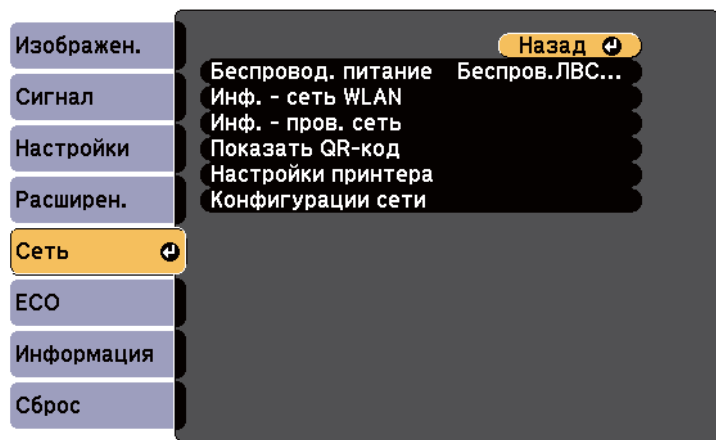 Изображен.
Сигнал
Настройки
Расширен.
Сеть
ECO
Информация
Сброс
Назад
Беспровод. питание Беспров.ЛВС...
Инф. - сеть WLAN
Инф. - пров. сеть
Показать QR-код
Настройки принтера
Конфигурации сети